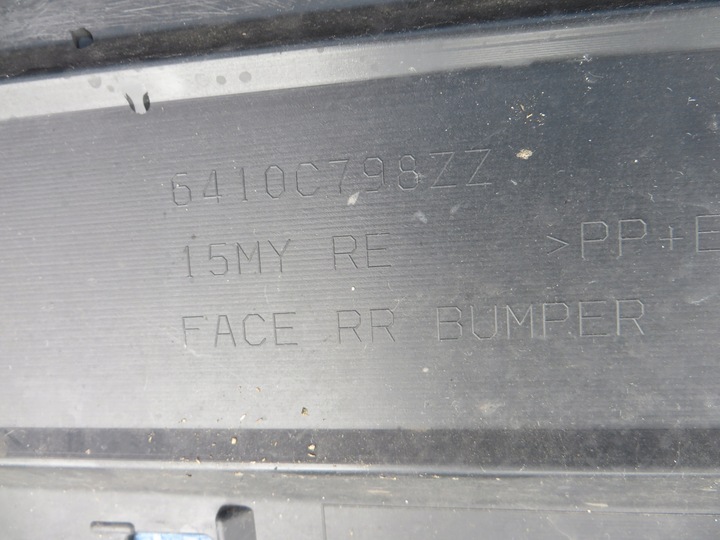 6410C798ZZ
15MY RE >PP+E
FACE RR BUMPER